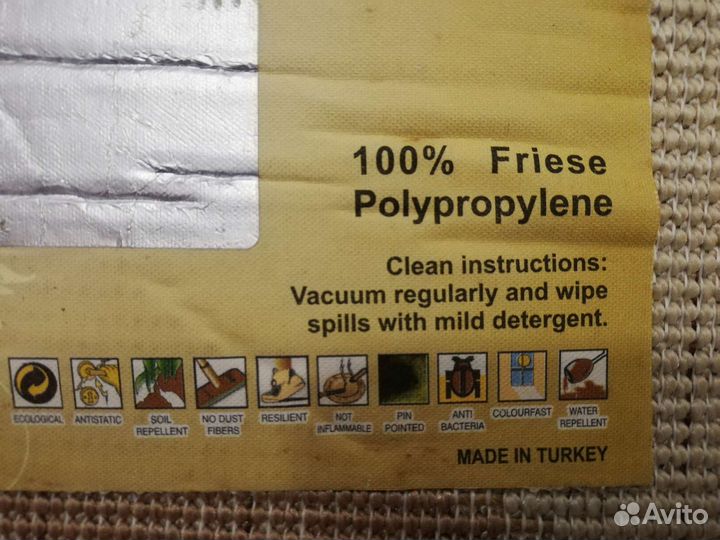 100% Friese
Polypropylene
Clean instructions:
Vacuum regularly and wipe
spills with mild detergent.
ECOLOGICAL
ANTISTATIC
SOIL
REPELLENT
NO DUST
FIBERS
RESILIENT
NOT
INFLAMMABLE
PIN
POINTED
ANTI
BACTERIA
COLOURFAST
WATER
REPELLENT
MADE IN TURKEY
Avito